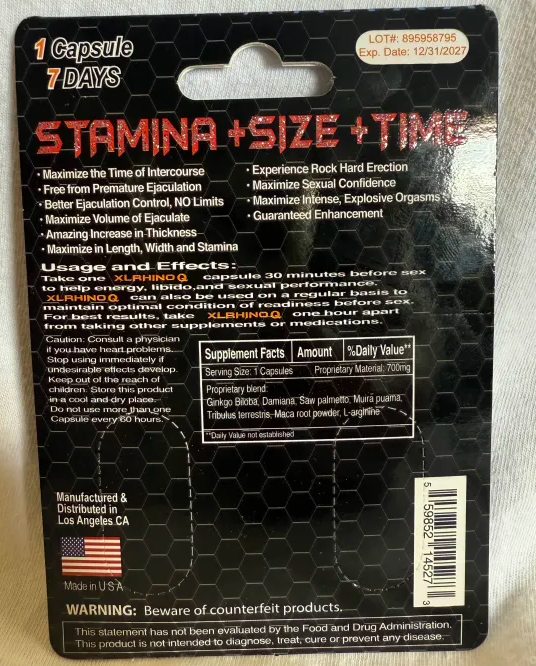 1 Capsule
7 DAYS
LOT#: 895958795
Exp. Date: 12/31/2027
STAMINA +SIZE +TIME
· Maximize the Time of Intercourse
· Free from Premature Ejaculation
· Better Ejaculation Control, NO Limits
· Maximize Volume of Ejaculate
· Amazing Increase in Thickness
· Maximize in Length, Width and Stamina
· Experience Rock Hard Erection
· Maximize Sexual Confidence
· Maximize Intense, Explosive Orgasms
· Guaranteed Enhancement
Usage and Effects:
Take one XLRHINOQ capsule 30 minutes before sex
to help energy, libido,and sexual performance.
XLRHINOQ can also be used on a regular basis to
maintain optimal condition of readiness before sex.
For best results, take XLRHINOQ one hour apart
from taking other supplements or medications.
Caution: Consult a physician
if you have heart problems.
Stop using immediately if
undesirable effects develop.
Keep out of the reach of
children. Store this product
in a cool and dry place.
Do not use more than one
Capsule every 60 hours.
Supplement Facts Amount %Daily Value**
Serving Size: 1 Capsules Proprietary Material: 700mg
Proprietary blend:
Ginkgo Biloba, Damiana, Saw palmetto, Muira puama,
Tribulus terrestris, Maca root powder, L-arginine
**Daily Value not established
Manufactured &
Distributed in
Los Angeles CA
Made in U S A
5 59852 14527 3
WARNING: Beware of counterfeit products.
This statement has not been evaluated by the Food and Drug Administration.
This product is not intended to diagnose, treat, cure or prevent any disease.